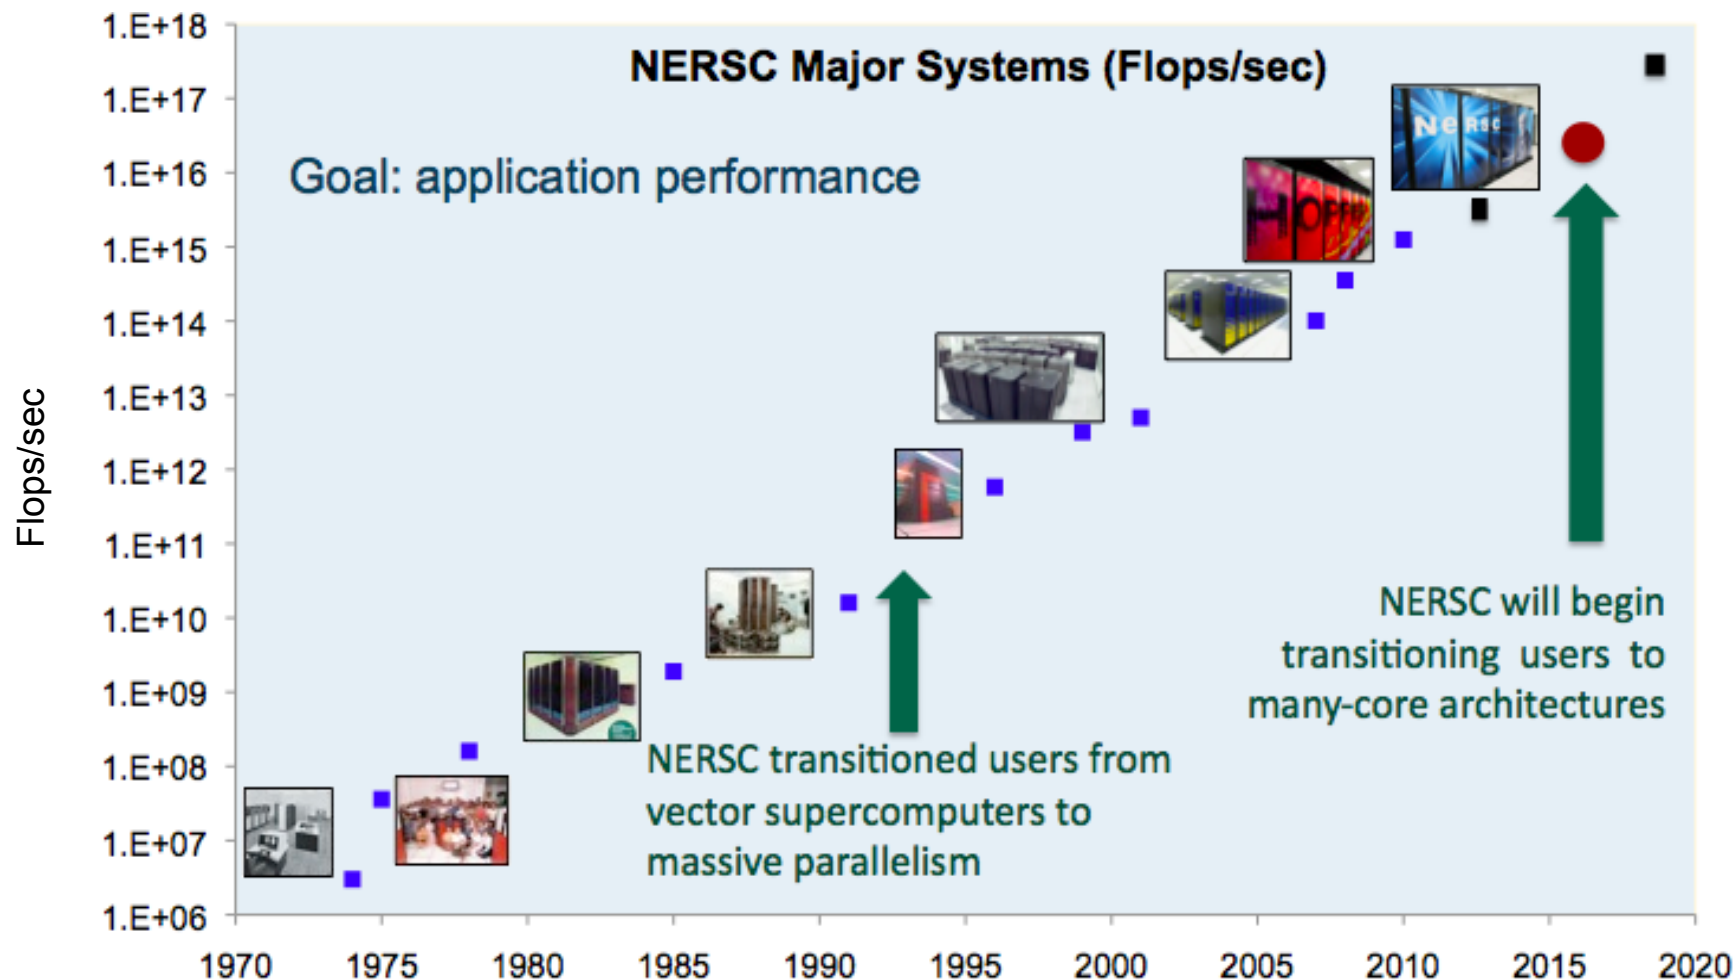 NERSC Major Systems (Flops/sec)
Goal: application performance
Flops/sec
1.E+18
1.E+17
1.E+16
1.E+15
1.E+14
1.E+13
1.E+12
1.E+11
1.E+10
1.E+09
1.E+08
1.E+07
1.E+06
NeRSC
HOPPER
NERSC transitioned users from
vector supercomputers to
massive parallelism
NERSC will begin
transitioning users to
many-core architectures
1970 1975 1980 1985 1990 1995 2000 2005 2010 2015 2020